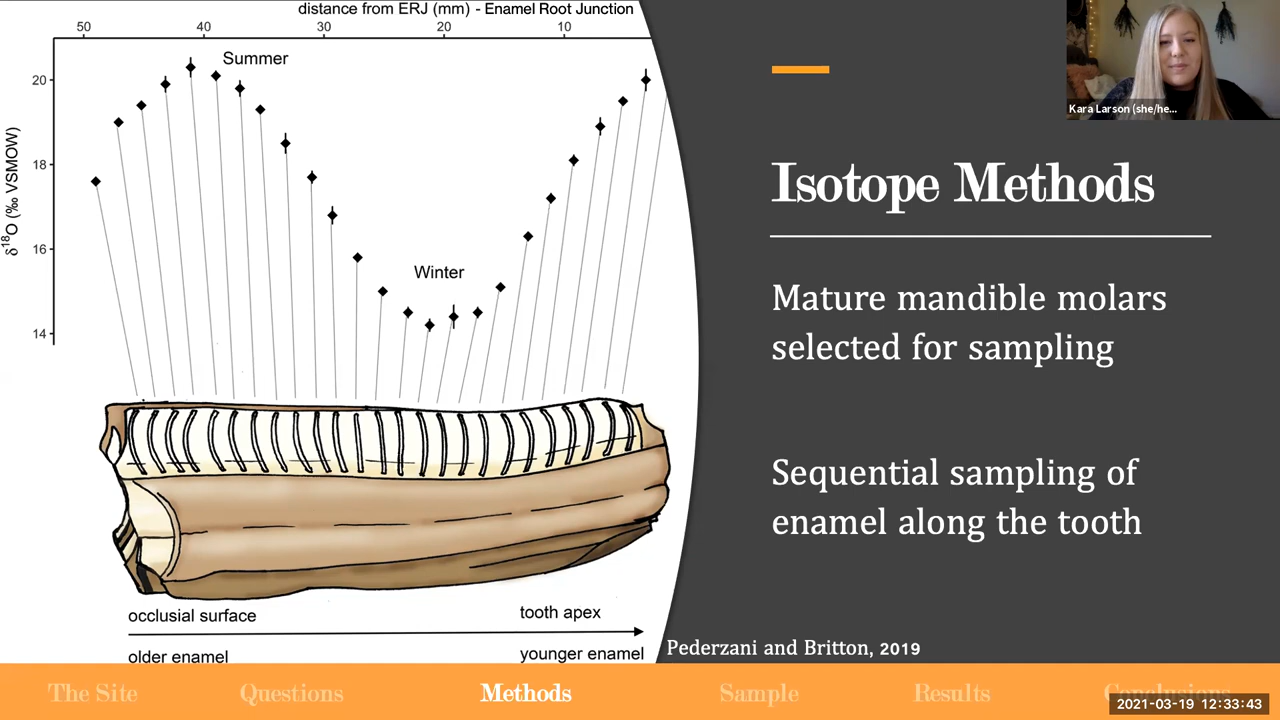 distance from ERJ (mm) - Enamel Root Junction
50 40 30 20 10
Summer
20
18
16
14
δ18O (‰ VSMOW)
Winter
occlusial surface
tooth apex
older enamel
younger enamel
Kara Larson (she/he...
Isotope Methods
Mature mandible molars
selected for sampling
Sequential sampling of
enamel along the tooth
Pederzani and Britton, 2019
The Site Questions Methods Sample Results Conclusions
2021-03-19 12:33:43